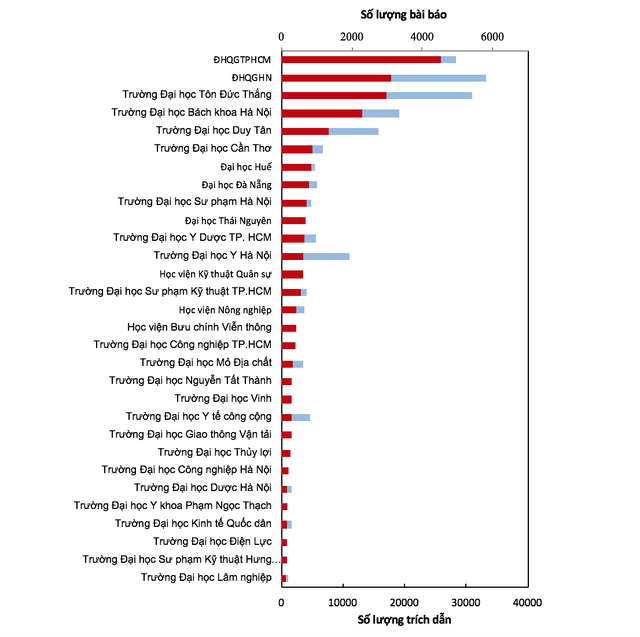 Số lượng bài báo
0 2000 4000 6000
ĐHQGTPHCM
ĐHQGHN
Trường Đại học Tôn Đức Thắng
Trường Đại học Bách khoa Hà Nội
Trường Đại học Duy Tân
Trường Đại học Cần Thơ
Đại học Huế
Đại học Đà Nẵng
Trường Đại học Sư phạm Hà Nội
Đại học Thái Nguyên
Trường Đại học Y Dược TP. HCM
Trường Đại học Y Hà Nội
Học viện Kỹ thuật Quân sự
Trường Đại học Sư phạm Kỹ thuật TP.HCM
Học viện Nông nghiệp
Học viện Bưu chính Viễn thông
Trường Đại học Công nghiệp TP.HCM
Trường Đại học Mỏ Địa chất
Trường Đại học Nguyễn Tất Thành
Trường Đại học Vinh
Trường Đại học Y tế công cộng
Trường Đại học Giao thông Vận tải
Trường Đại học Thủy lợi
Trường Đại học Công nghiệp Hà Nội
Trường Đại học Dược Hà Nội
Trường Đại học Y khoa Phạm Ngọc Thạch
Trường Đại học Kinh tế Quốc dân
Trường Đại học Điện Lực
Trường Đại học Sư phạm Kỹ thuật Hưng...
Trường Đại học Lâm nghiệp
0 10000 20000 30000 40000
Số lượng trích dẫn